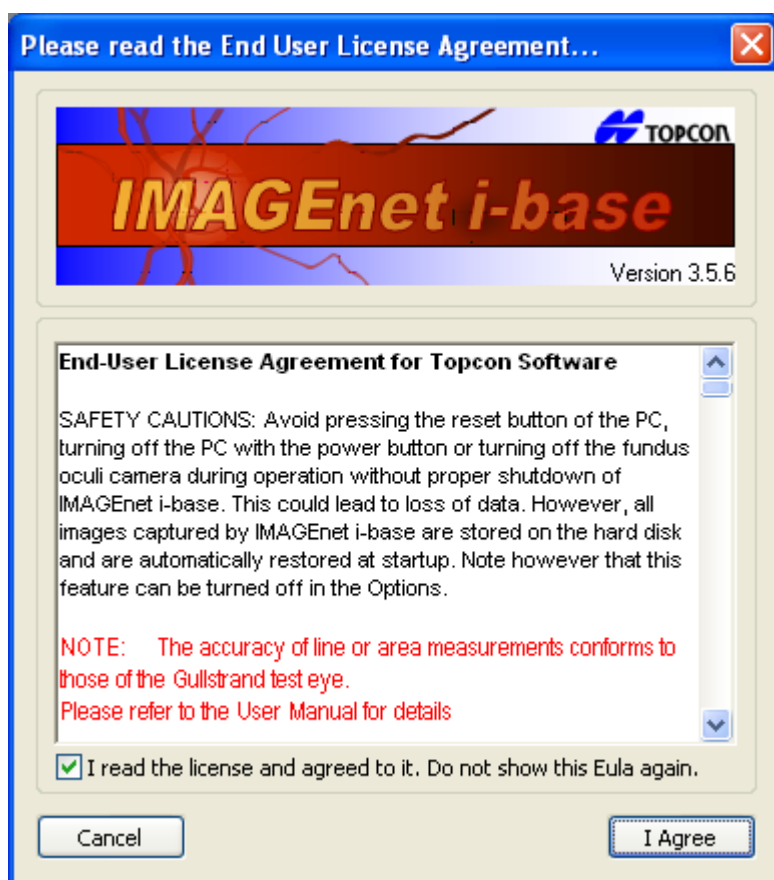 Please read the End User License Agreement...
TOPCON
IMAGEnet i-base
Version 3.5.6
End-User License Agreement for Topcon Software
SAFETY CAUTIONS: Avoid pressing the reset button of the PC,
turning off the PC with the power button or turning off the fundus
oculi camera during operation without proper shutdown of
IMAGEnet i-base. This could lead to loss of data. However, all
images captured by IMAGEnet i-base are stored on the hard disk
and are automatically restored at startup. Note however that this
feature can be turned off in the Options.
NOTE: The accuracy of line or area measurements conforms to
those of the Gullstrand test eye.
Please refer to the User Manual for details
I read the license and agreed to it. Do not show this Eula again.
Cancel
I Agree